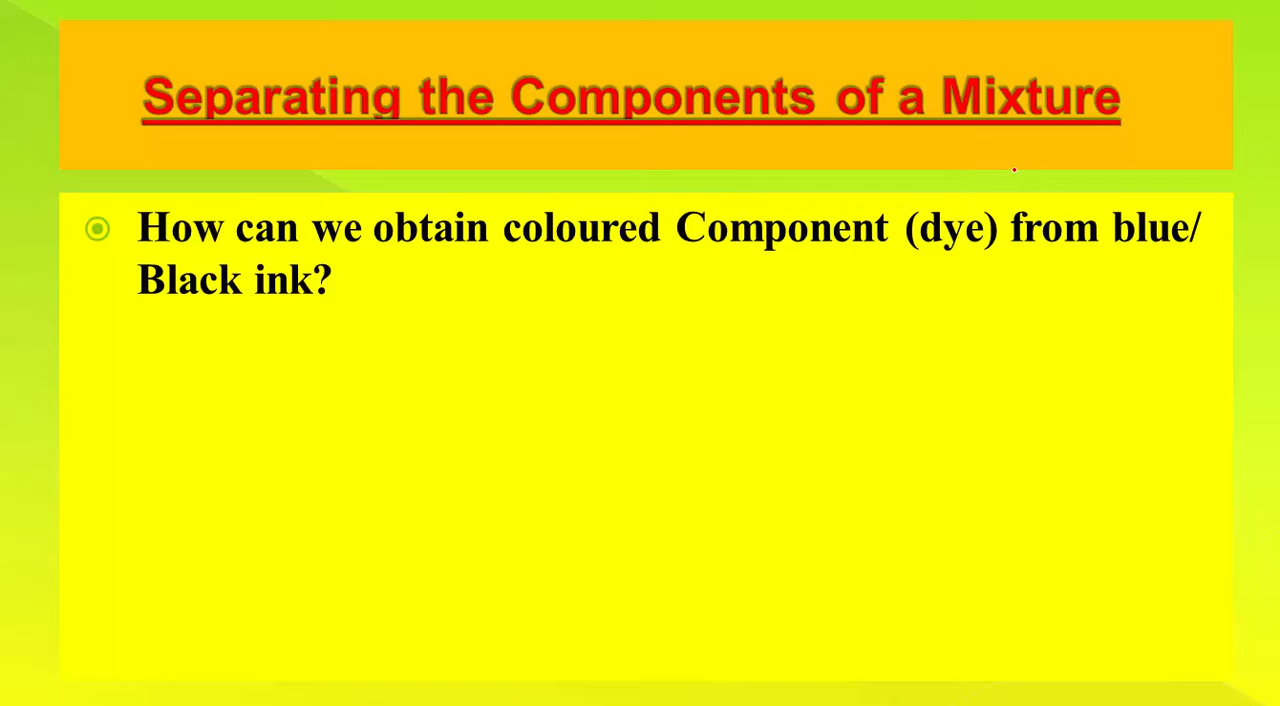 Separating the Components of a Mixture
How can we obtain coloured Component (dye) from blue/
Black ink?